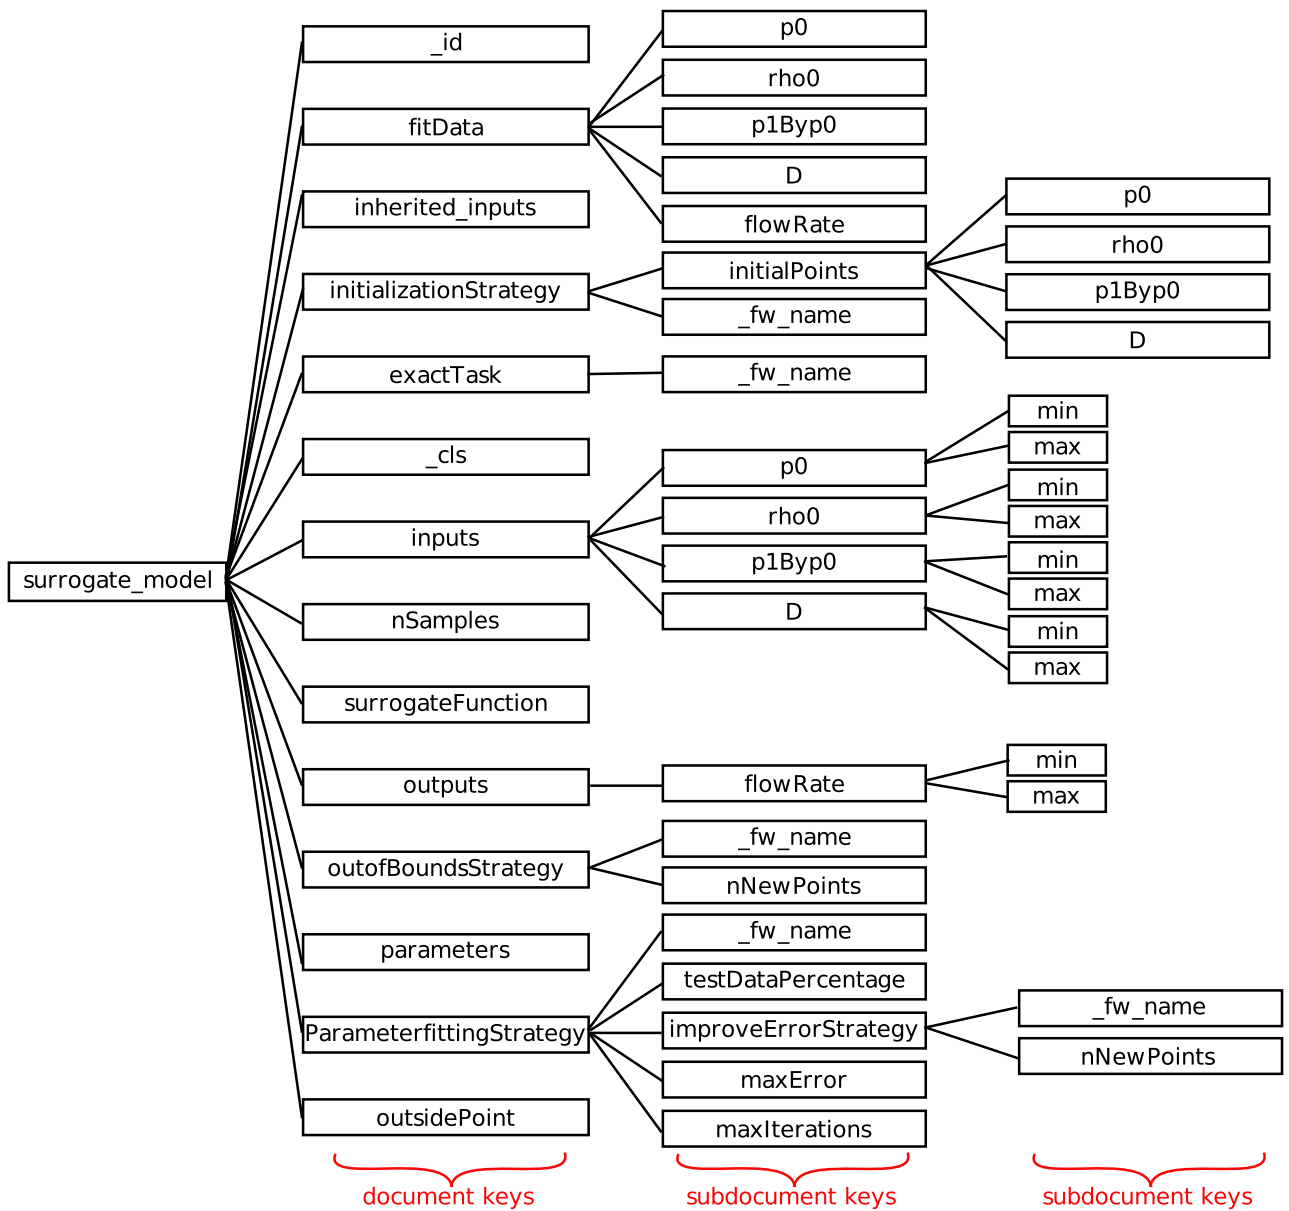 surrogate_model
_id
fitData
inherited_inputs
initializationStrategy
exactTask
_cls
inputs
nSamples
surrogateFunction
outputs
outofBoundsStrategy
parameters
ParameterfittingStrategy
outsidePoint
document keys
p0
rho0
p1Byp0
D
flowRate
initialPoints
_fw_name
_fw_name
p0
rho0
p1Byp0
D
flowRate
_fw_name
nNewPoints
_fw_name
testDataPercentage
improveErrorStrategy
maxError
maxIterations
subdocument keys
p0
rho0
p1Byp0
D
min
max
min
max
min
max
min
max
min
max
_fw_name
nNewPoints
subdocument keys